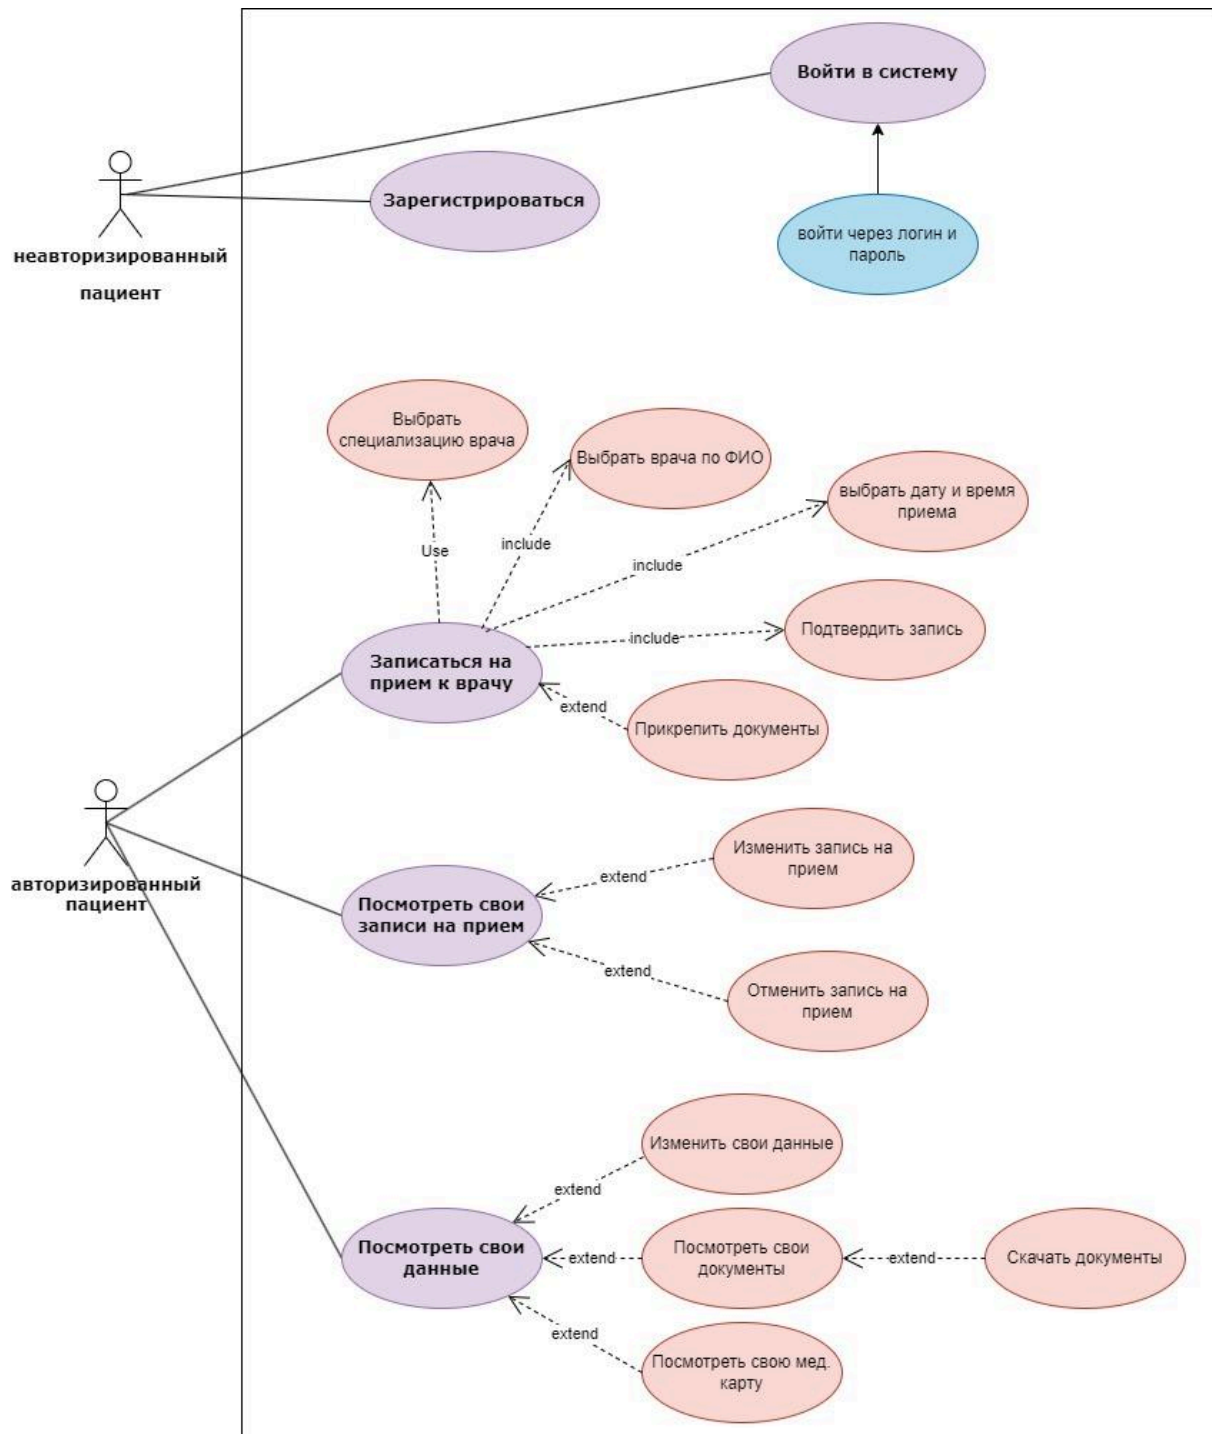 Войти в систему
Зарегистрироваться
войти через логин и
пароль
неавторизированный
пациент
Выбрать
специализацию врача
Выбрать врача по ФИО
выбрать дату и время
приема
Use
include
include
include
Подтвердить запись
Записаться на
прием к врачу
extend
Прикрепить документы
авторизированный
пациент
Изменить запись на
прием
extend
Посмотреть свои
записи на прием
extend
Отменить запись на
прием
Изменить свои данные
extend
Посмотреть свои
данные
extend
Посмотреть свои
документы
extend
Скачать документы
extend
Посмотреть свою мед.
карту